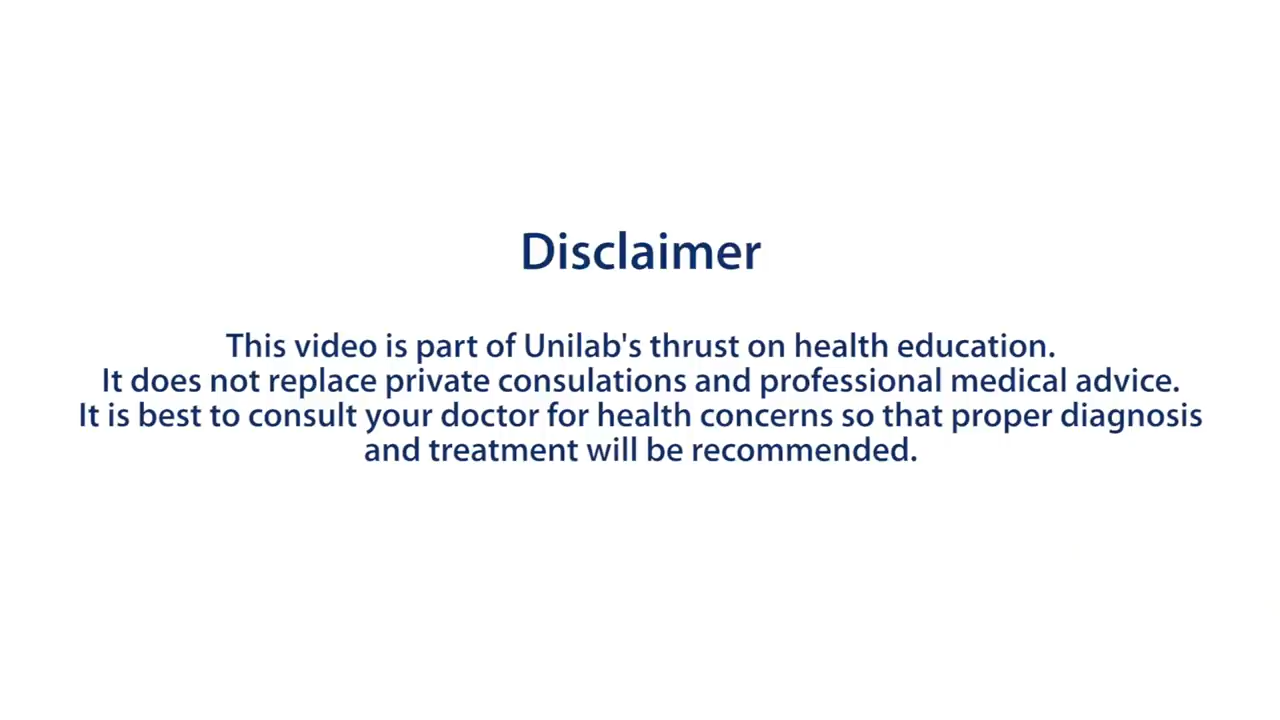 Disclaimer
This video is part of Unilab's thrust on health education.
It does not replace private consulations and professional medical advice.
It is best to consult your doctor for health concerns so that proper diagnosis
and treatment will be recommended.